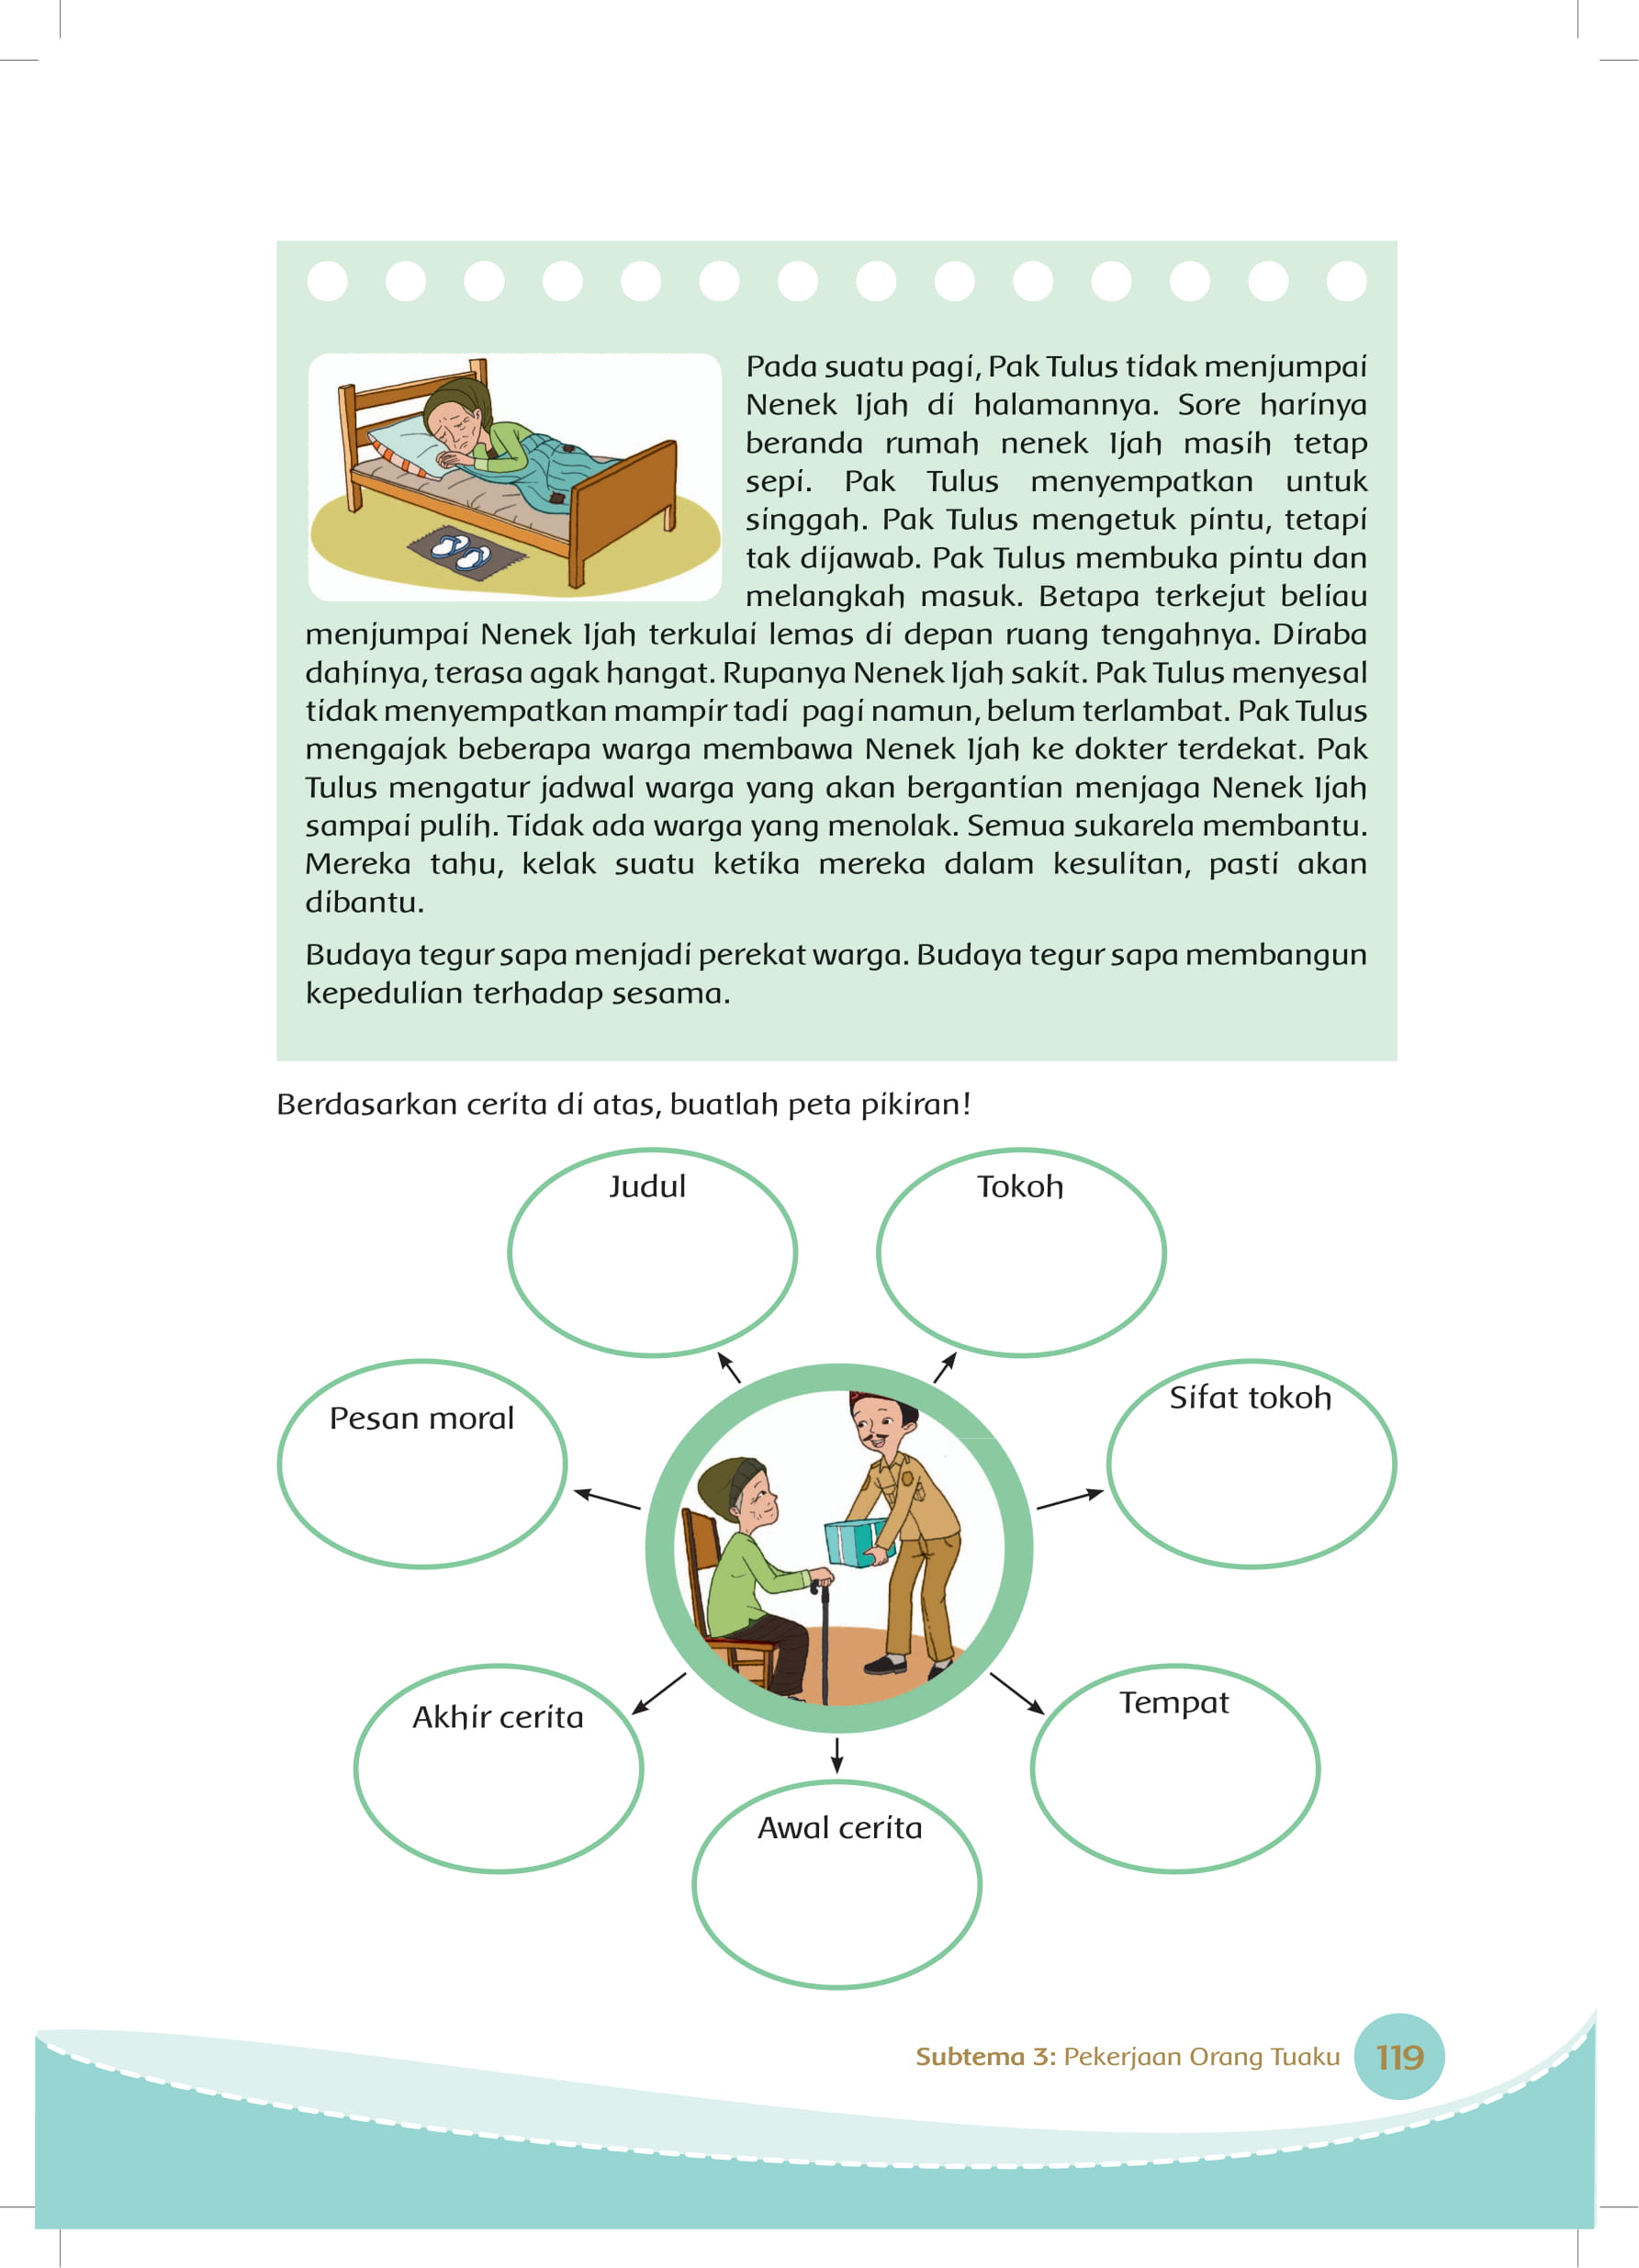 Pada suatu pagi, Pak Tulus tidak menjumpai
Nenek Ijah di halamannya. Sore harinya
beranda rumah nenek Ijah masih tetap
sepi. Pak Tulus menyempatkan untuk
singgah. Pak Tulus mengetuk pintu, tetapi
tak dijawab. Pak Tulus membuka pintu dan
melangkah masuk. Betapa terkejut beliau
menjumpai Nenek Ijah terkulai lemas di depan ruang tengahnya. Diraba
dahinya, terasa agak hangat. Rupanya Nenek Ijah sakit. Pak Tulus menyesal
tidak menyempatkan mampir tadi pagi namun, belum terlambat. Pak Tulus
mengajak beberapa warga membawa Nenek Ijah ke dokter terdekat. Pak
Tulus mengatur jadwal warga yang akan bergantian menjaga Nenek Ijah
sampai pulih. Tidak ada warga yang menolak. Semua sukarela membantu.
Mereka tahu, kelak suatu ketika mereka dalam kesulitan, pasti akan
dibantu.
Budaya tegur sapa menjadi perekat warga. Budaya tegur sapa membangun
kepedulian terhadap sesama.
Berdasarkan cerita di atas, buatlah peta pikiran!
Judul
Tokoh
Pesan moral
Sifat tokoh
Akhir cerita
Tempat
Awal cerita
Subtema 3: Pekerjaan Orang Tuaku 119